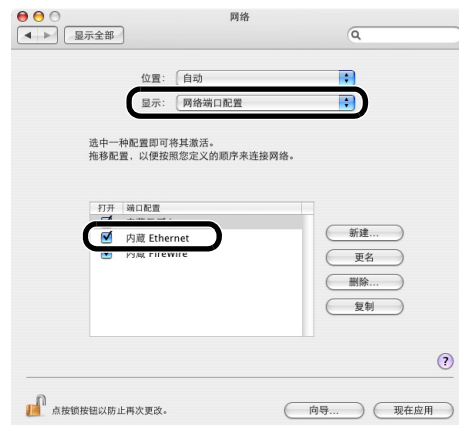 网络
显示全部
位置： 自动
显示： 网络端口配置
选中一种配置即可将其激活。
拖移配置，以便按照您定义的顺序来连接网络。
打开 端口配置
内藏 Ethernet
内藏 FireWire
新建...
更名
删除...
复制
?
点按锁按钮以防止再次更改。
向导...
现在应用